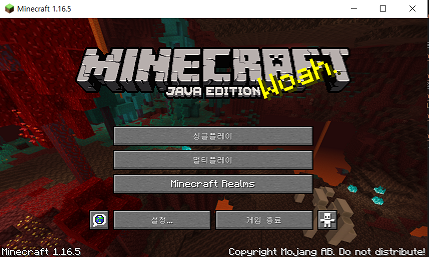 Minecraft 1.16.5
MINECRAFT
JAVA EDITION
Woah!
싱글플레이
멀티플레이
Minecraft Realms
설정...
게임 종료
Minecraft 1.16.5
Copyright Mojang AB. Do not distribute!